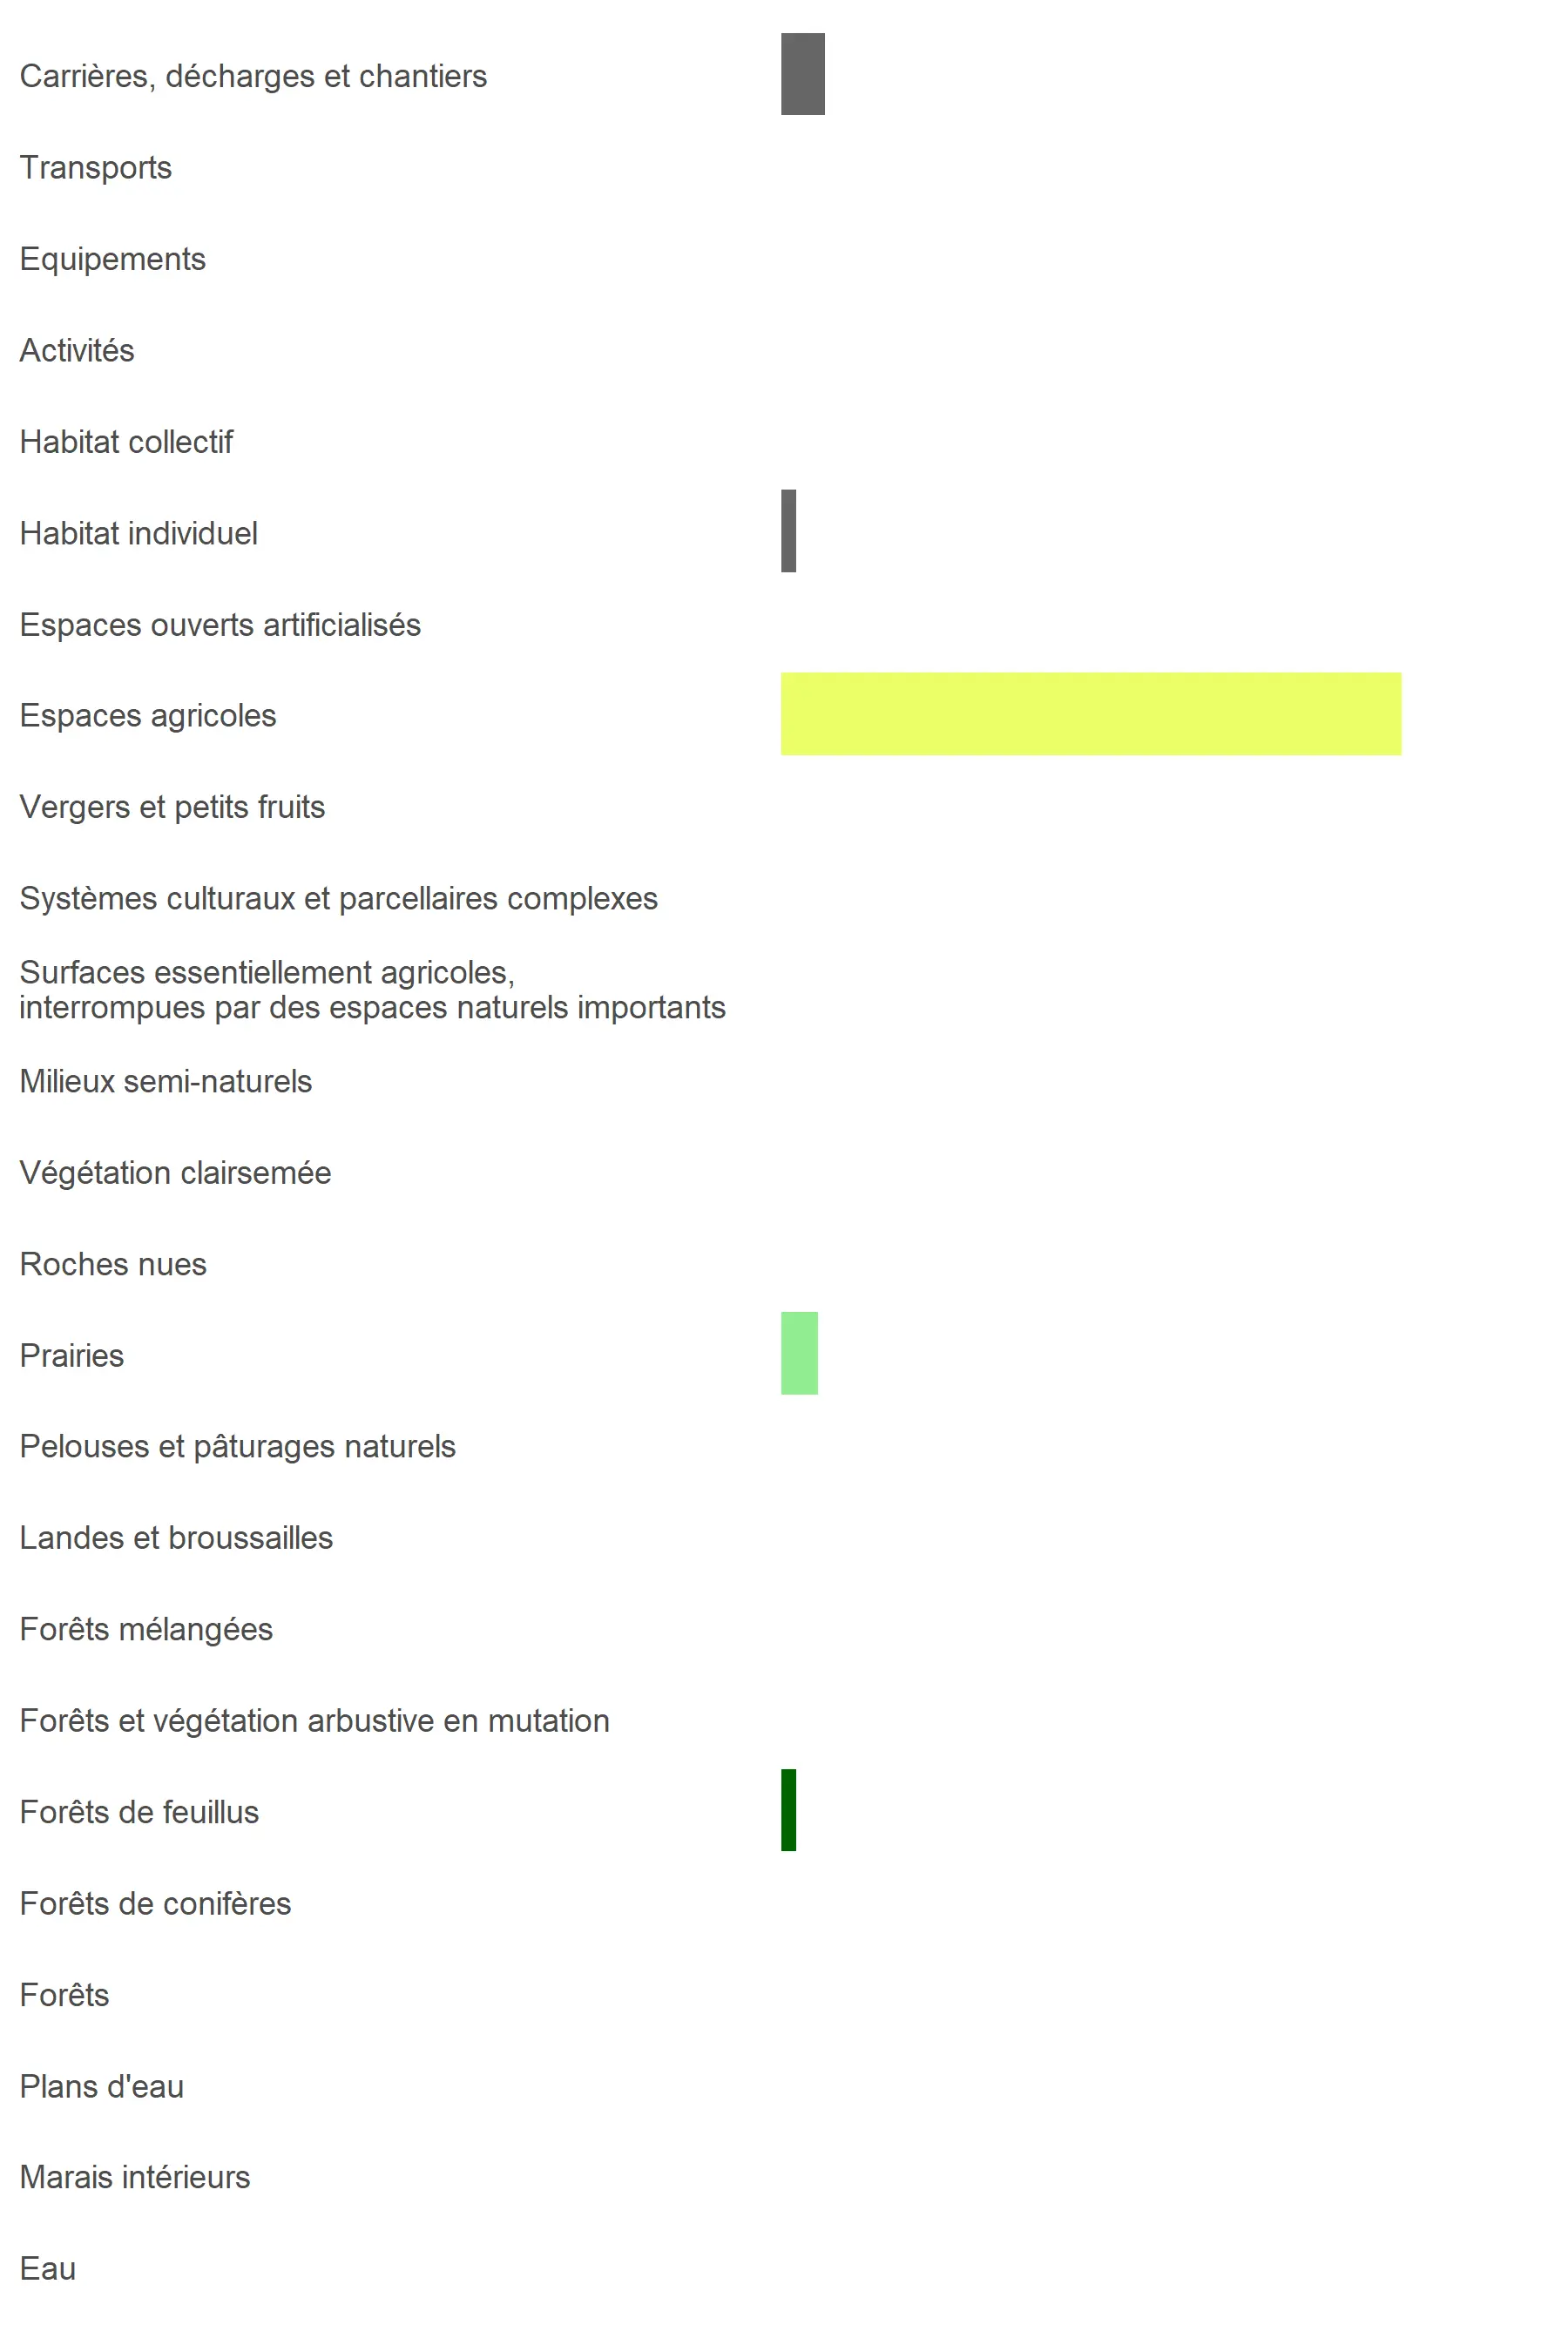 Carrières, décharges et chantiers
Transports
Equipements
Activités
Habitat collectif
Habitat individuel
Espaces ouverts artificialisés
Espaces agricoles
Vergers et petits fruits
Systèmes culturaux et parcellaires complexes
Surfaces essentiellement agricoles,
interrompues par des espaces naturels importants
Milieux semi-naturels
Végétation clairsemée
Roches nues
Prairies
Pelouses et pâturages naturels
Landes et broussailles
Forêts mélangées
Forêts et végétation arbustive en mutation
Forêts de feuillus
Forêts de conifères
Forêts
Plans d'eau
Marais intérieurs
Eau